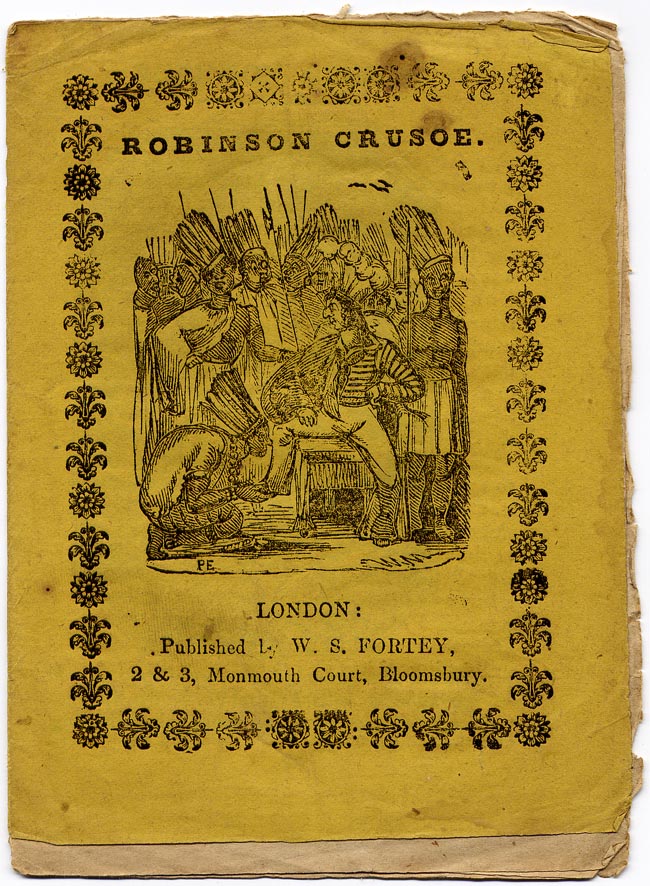 ROBINSON CRUSOE.
PE
LONDON:
Published by W. S. FORTEY,
2 & 3, Monmouth Court, Bloomsbury.